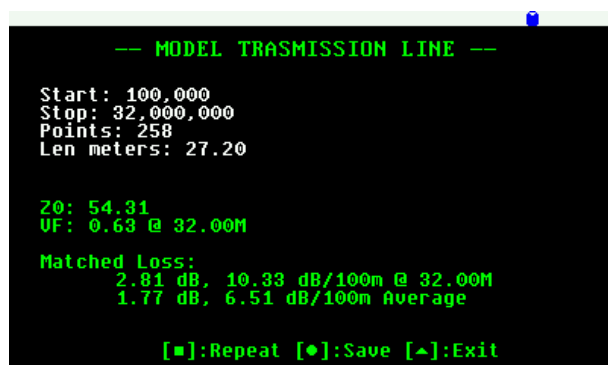 -- MODEL TRASMISSION LINE --
Start: 100,000
Stop: 32,000,000
Points: 258
Len meters: 27.20
Z0: 54.31
VF: 0.63 @ 32.00M
Matched Loss:
2.81 dB, 10.33 dB/100m @ 32.00M
1.77 dB, 6.51 dB/100m Average
[■]:Repeat [●]:Save [▲]:Exit